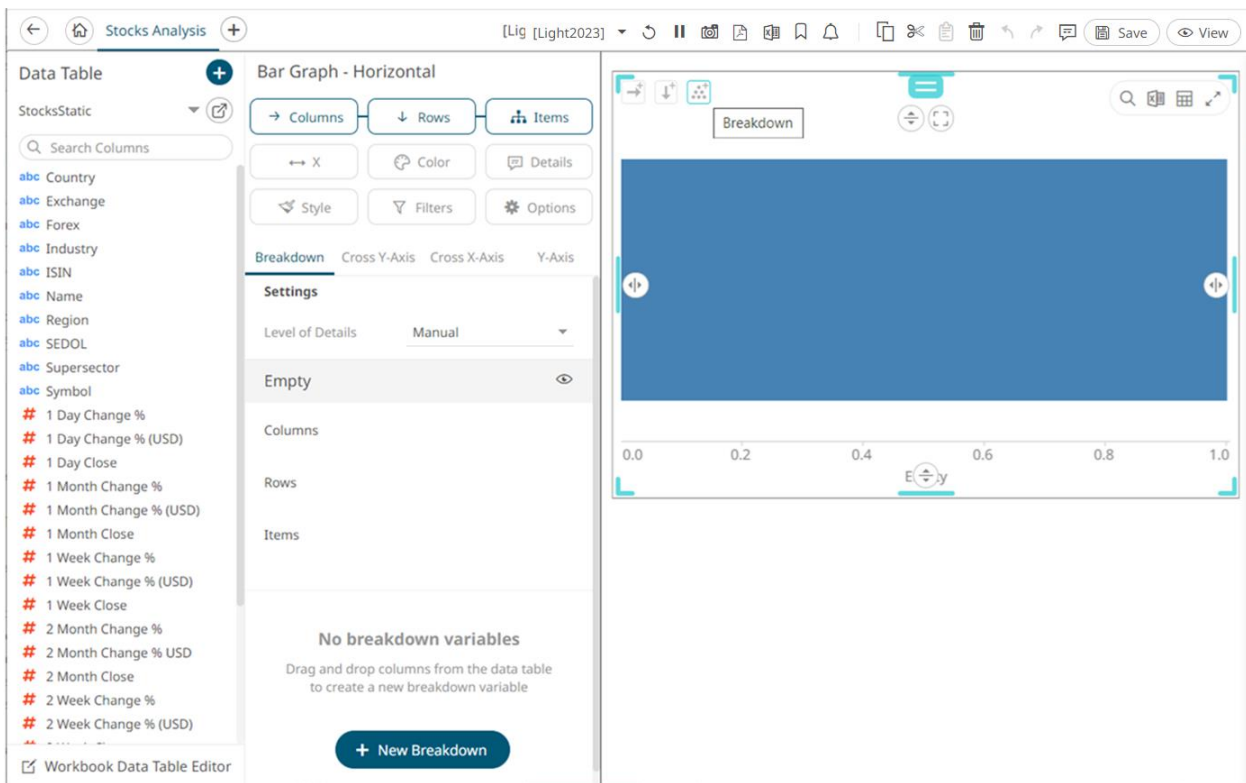 Stocks Analysis
[Lig [Light2023]
Save
View
Data Table
StocksStatic
Search Columns
abc Country
abc Exchange
abc Forex
abc Industry
abc ISIN
abc Name
abc Region
abc SEDOL
abc Supersector
abc Symbol
# 1 Day Change %
# 1 Day Change % (USD)
# 1 Day Close
# 1 Month Change %
# 1 Month Change % (USD)
# 1 Month Close
# 1 Week Change %
# 1 Week Change % (USD)
# 1 Week Close
# 2 Month Change %
# 2 Month Change % USD
# 2 Month Close
# 2 Week Change %
# 2 Week Change % (USD)
Workbook Data Table Editor
Bar Graph - Horizontal
Columns Rows Items
X Color Details
Style Filters Options
Breakdown Cross Y-Axis Cross X-Axis Y-Axis
Settings
Level of Details Manual
Empty
Columns
Rows
Items
No breakdown variables
Drag and drop columns from the data table
to create a new breakdown variable
+ New Breakdown
Breakdown
0.0 0.2 0.4 0.6 0.8 1.0